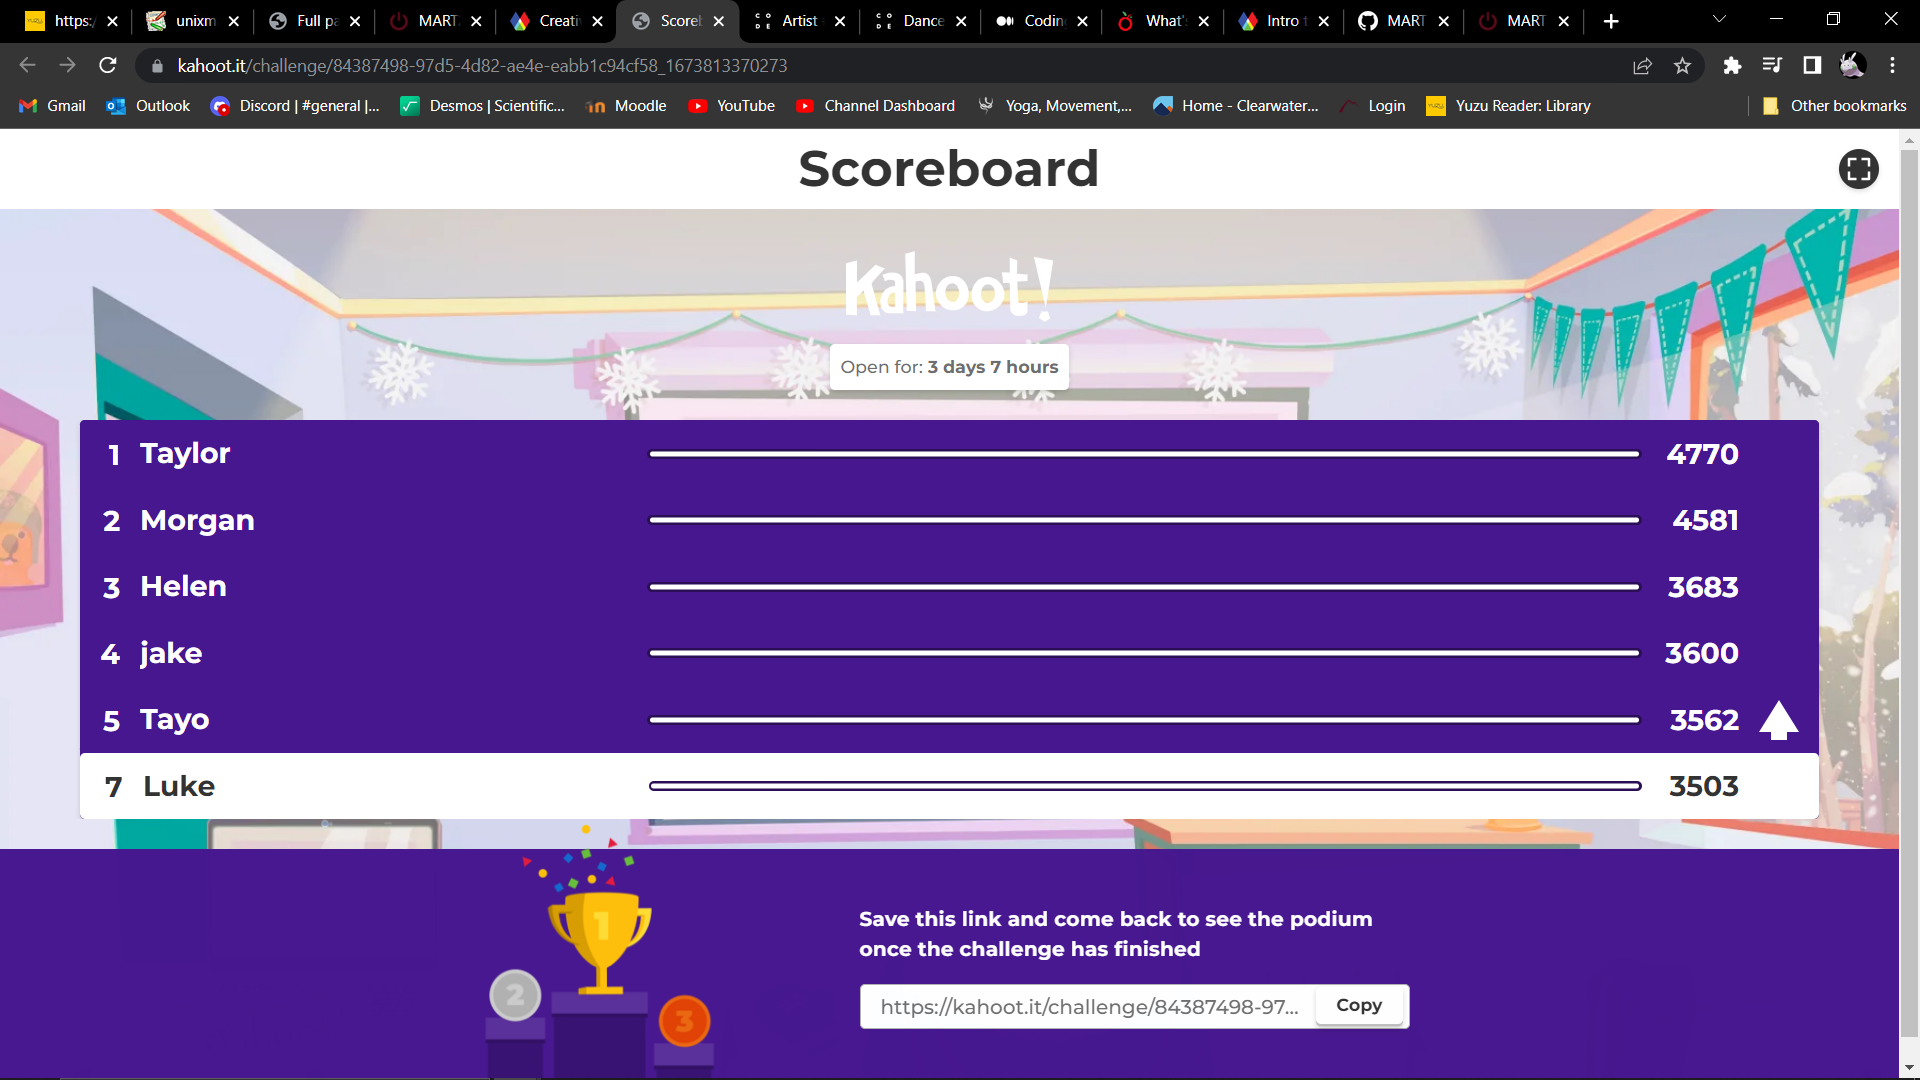 https:/
unixm
Full pa
MART
Creativ
Scoreb
Artist
Dance
Codin
What'
Intro t
MART
MART
kahoot.it/challenge/84387498-97d5-4d82-ae4e-eabb1c94cf58_1673813370273
Gmail
Outlook
Discord | #general |...
Desmos | Scientific...
Moodle
YouTube
Channel Dashboard
Yoga, Movement,...
Home - Clearwater...
Login
Yuzu Reader: Library
Other bookmarks
Scoreboard
Kahoot!
Open for: 3 days 7 hours
1 Taylor 4770
2 Morgan 4581
3 Helen 3683
4 jake 3600
5 Tayo 3562
7 Luke 3503
1
2
3
Save this link and come back to see the podium
once the challenge has finished
https://kahoot.it/challenge/84387498-97... Copy